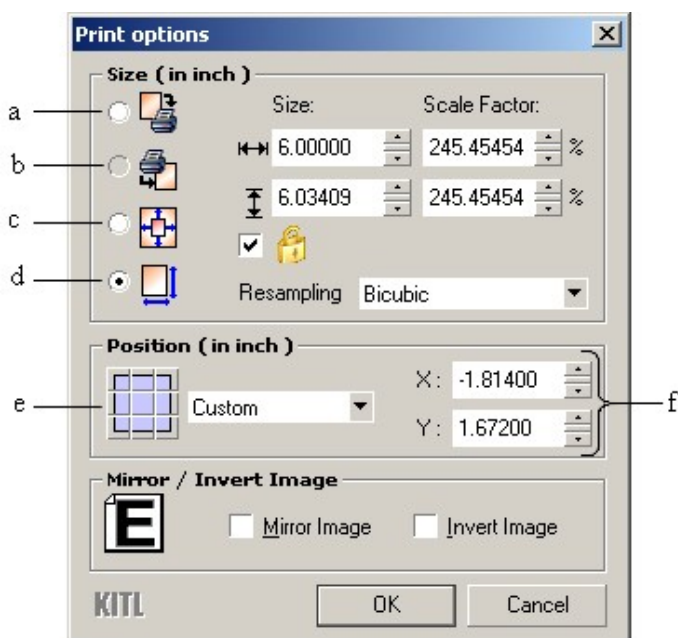 Print options
Size ( in inch )
a
Size:
Scale Factor:
b
6.00000
245.45454
%
c
6.03409
245.45454
%
d
Resampling
Bicubic
Position ( in inch )
e
Custom
X :
-1.81400
f
Y :
1.67200
Mirror / Invert Image
E
Mirror Image
Invert Image
KITL
OK
Cancel